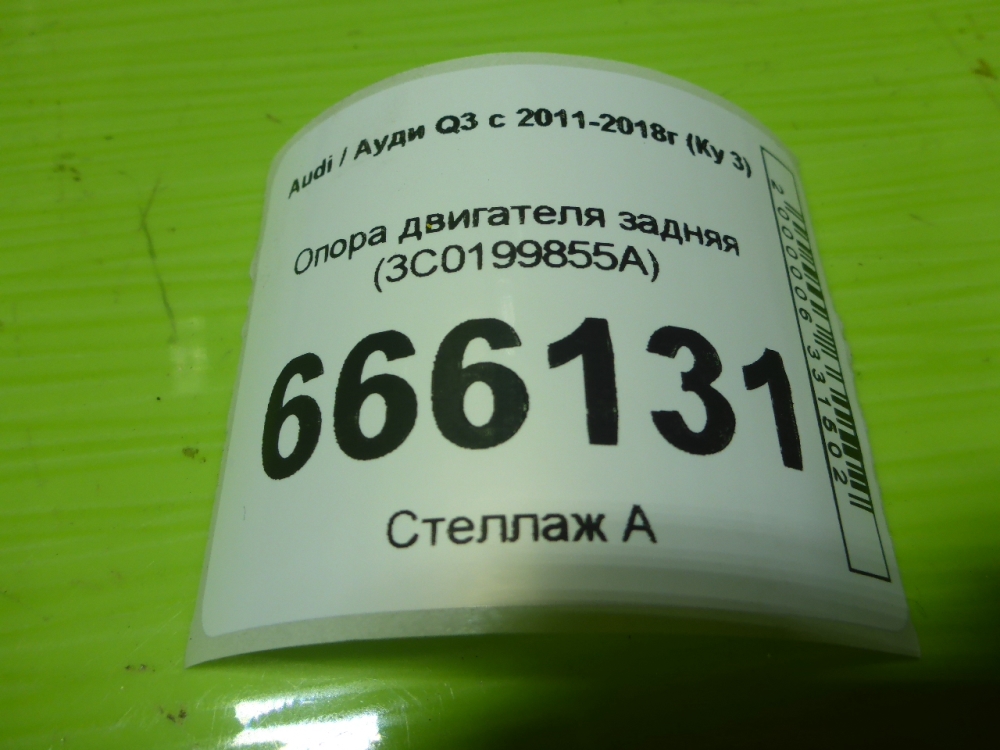 Audi / Ауди Q3 с 2011-2018г (Ку 3)
Опора двигателя задняя
(3C0199855A)
666131
Стеллаж А
2000006331602